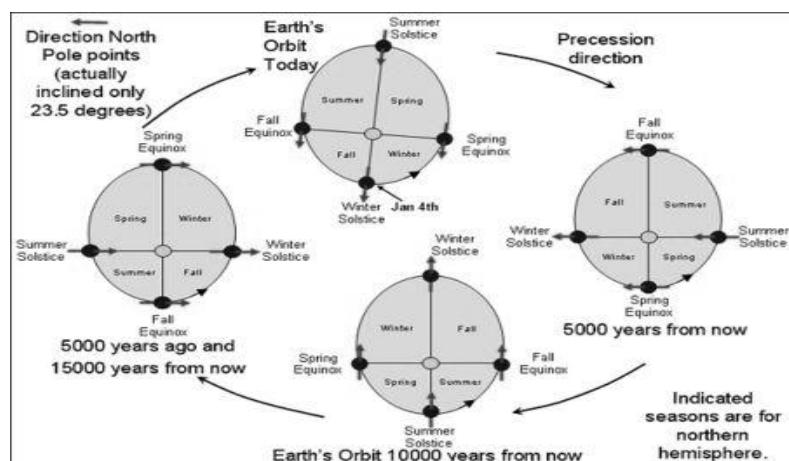 Direction North
Pole points
(actually
inclined only
23.5 degrees)
Earth's
Orbit
Today
Summer
Solstice
Precession
direction
Summer
Spring
Fall
Equinox
Fall
Winter
Spring
Equinox
Jan 4th
Winter
Solstice
Spring
Equinox
Spring
Winter
Summer
Solstice
Winter
Solstice
Summer
Fall
Fall
Equinox
5000 years ago and
15000 years from now
Fall
Equinox
Fall
Summer
Winter
Solstice
Summer
Solstice
Winter
Spring
Spring
Equinox
5000 years from now
Winter
Solstice
Winter
Fall
Spring
Equinox
Fall
Equinox
Spring
Summer
Summer
Solstice
Earth's Orbit 10000 years from now
Indicated
seasons are for
northern
hemisphere.